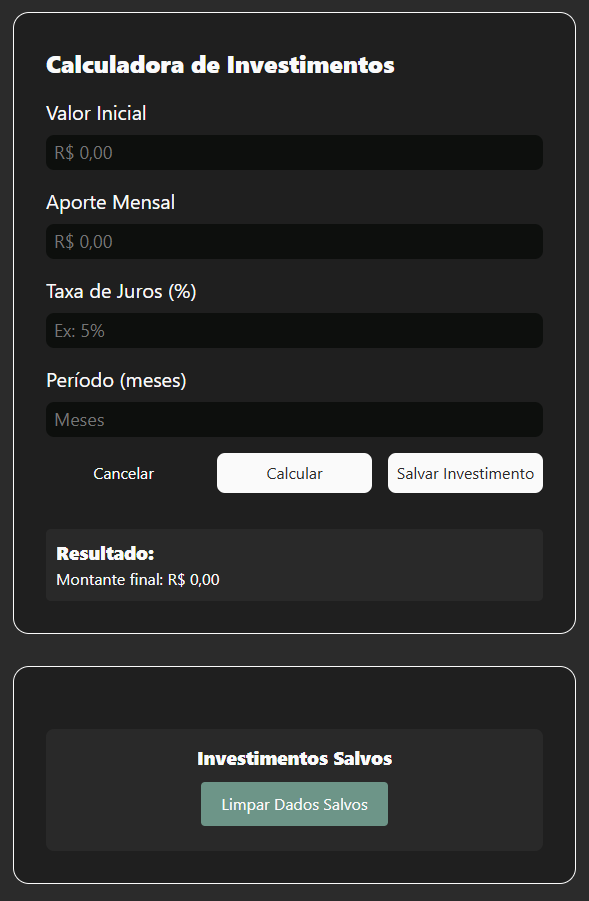 Calculadora de Investimentos
Valor Inicial
R$ 0,00
Aporte Mensal
R$ 0,00
Taxa de Juros (%)
Ex: 5%
Período (meses)
Meses
Cancelar Calcular Salvar Investimento
Resultado:
Montante final: R$ 0,00
Investimentos Salvos
Limpar Dados Salvos